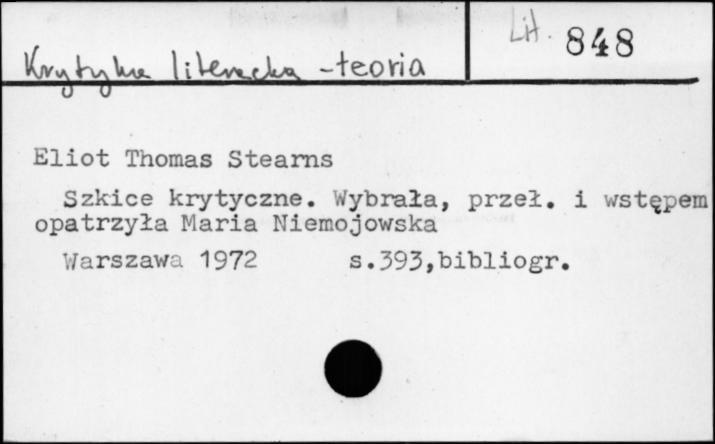 Lit. 848
Krytyka literacka - teoria
Eliot Thomas Stearns
Szkice krytyczne. Wybrała, przeł. i wstępem
opatrzyła Maria Niemojowska
Warszawa 1972 s.393,bibliogr.